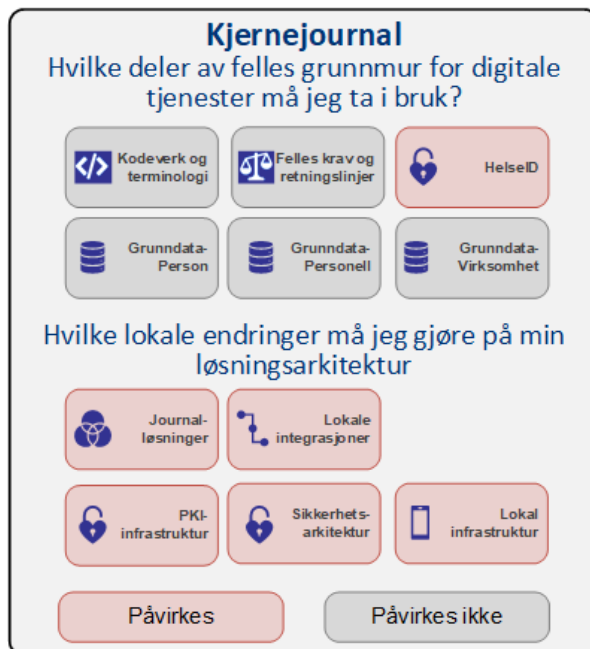 Kjernejournal
Hvilke deler av felles grunnmur for digitale
tjenester må jeg ta i bruk?
Kodeverk og
terminologi
Felles krav og
retningslinjer
HelseID
Grunndata-
Person
Grunndata-
Personell
Grunndata-
Virksomhet
Hvilke lokale endringer må jeg gjøre på min
løsningsarkitektur
Journal-
løsninger
Lokale
integrasjoner
PKI-
infrastruktur
Sikkerhets-
arkitektur
Lokal
infrastruktur
Påvirkes
Påvirkes ikke